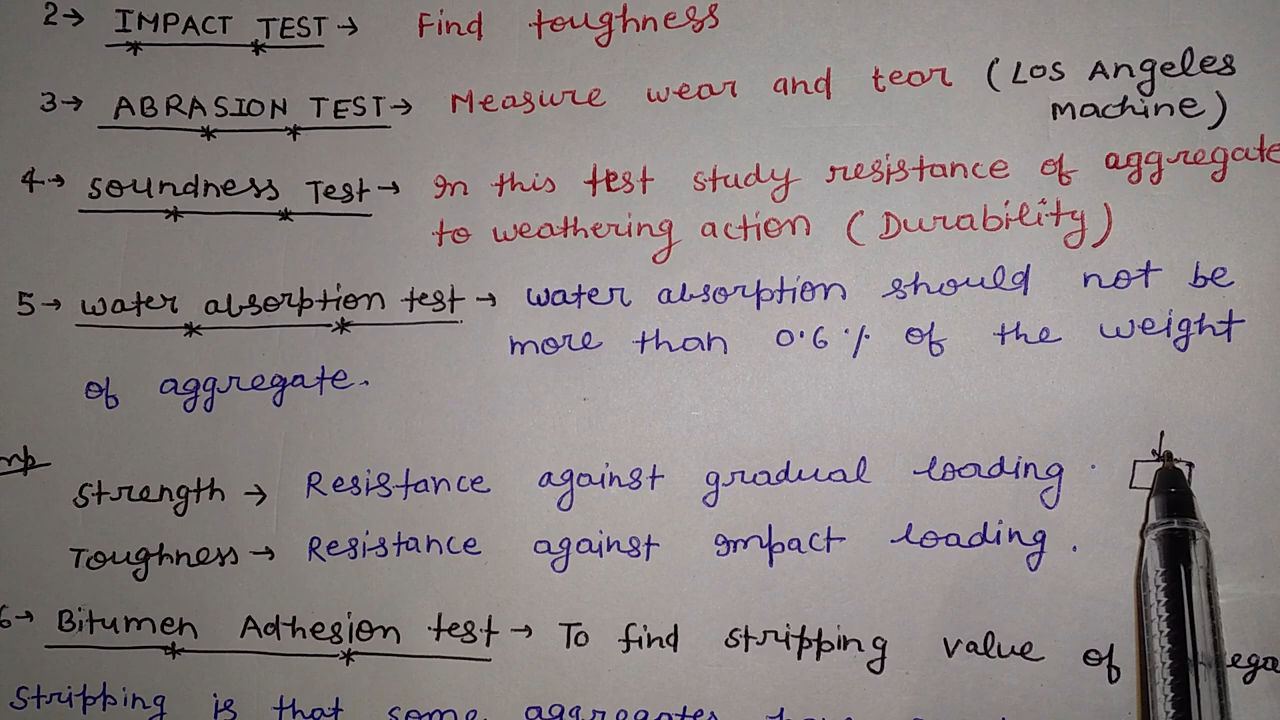 2→ IMPACT TEST → Find toughness
3→ ABRASION TEST→ Measure wear and tear (Los Angeles
machine)
4→ Soundness Test→ In this test study resistance of aggregate
to weathering action (Durability)
5→ water absorption test → water absorption should not be
more than 0.6% of the weight
of aggregate.
Imp
Strength → Resistance against gradual loading.
Toughness → Resistance against Impact loading.
6→ Bitumen Adhesion test → To find stripping value of
Stripping is that some aggregates have